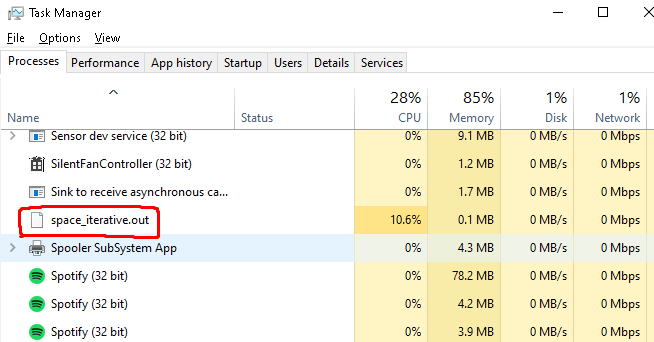 Task Manager
File Options View
Processes Performance App history Startup Users Details Services
28% 85% 1% 1%
Name Status CPU Memory Disk Network
Sensor dev service (32 bit) 0% 9.1 MB 0 MB/s 0 Mbps
SilentFanController (32 bit) 0% 1.2 MB 0 MB/s 0 Mbps
Sink to receive asynchronous ca... 0% 1.7 MB 0 MB/s 0 Mbps
space_iterative.out 10.6% 0.1 MB 0 MB/s 0 Mbps
Spooler SubSystem App 0% 4.3 MB 0 MB/s 0 Mbps
Spotify (32 bit) 0% 78.2 MB 0 MB/s 0 Mbps
Spotify (32 bit) 0% 4.2 MB 0 MB/s 0 Mbps
Spotify (32 bit) 0% 3.9 MB 0 MB/s 0 Mbps